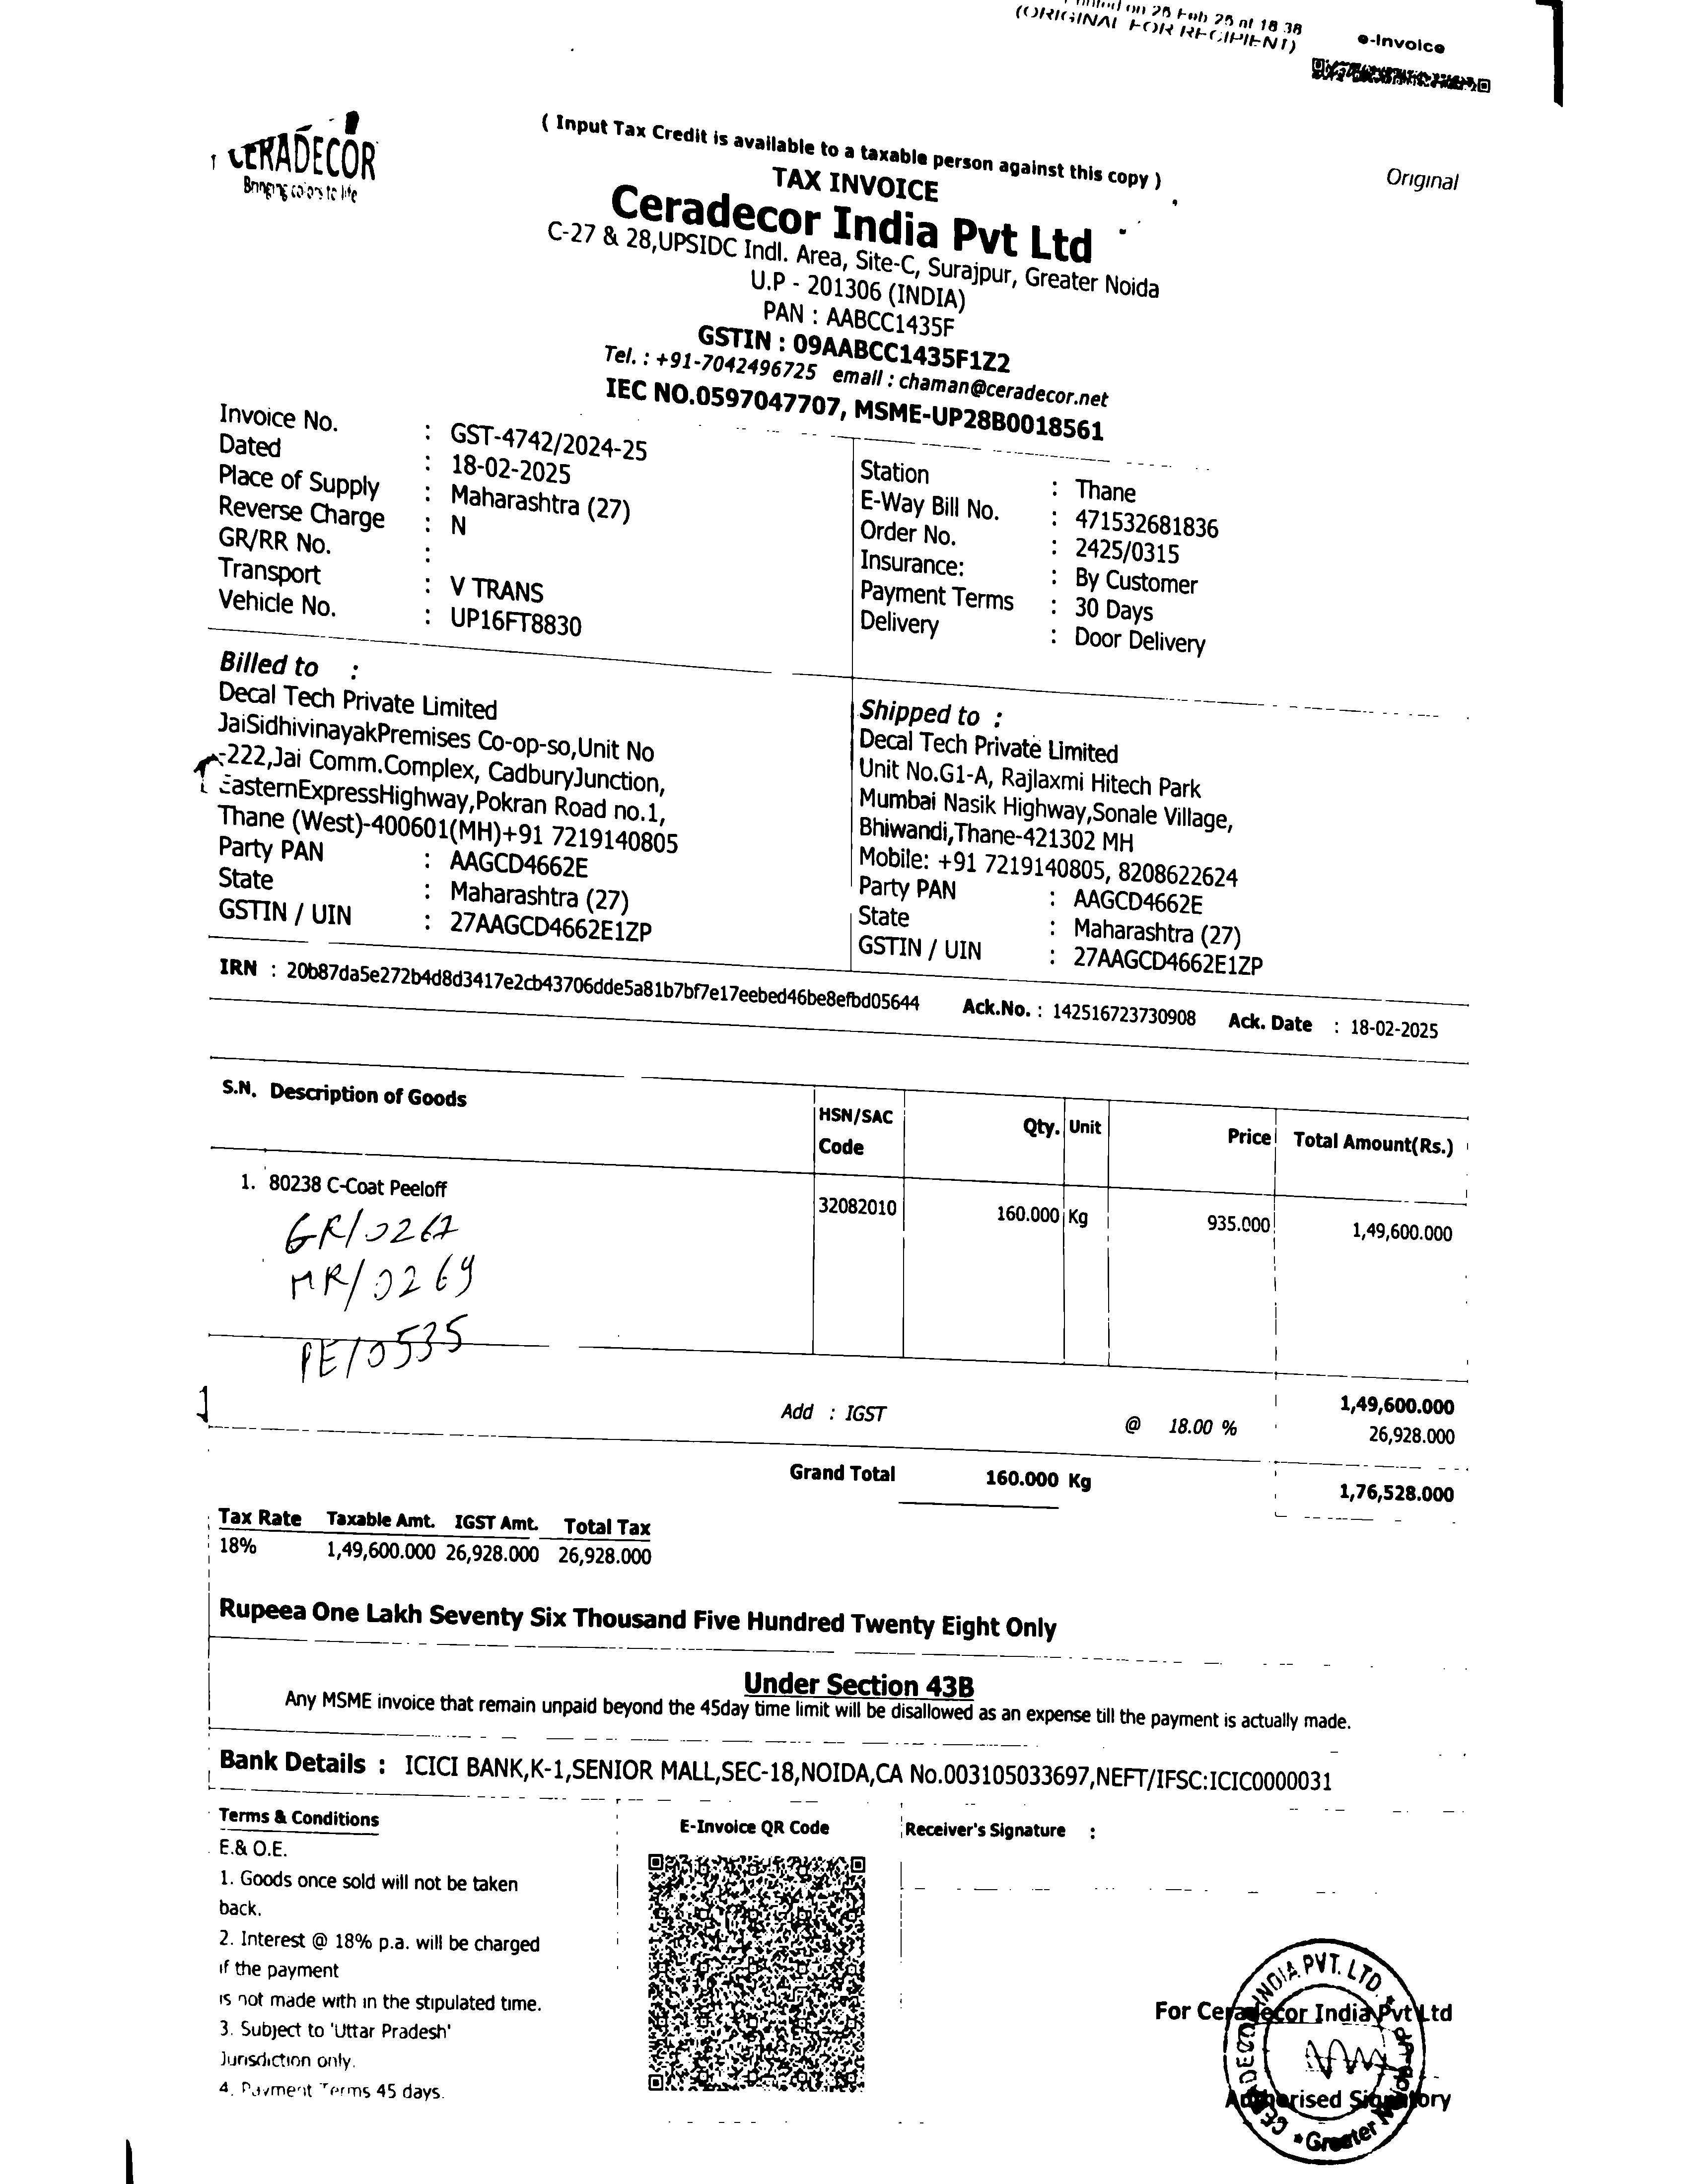 Printed on 26 Feb 25 at 16 38
(ORIGINAL FOR RECIPIENT)
e-Invoice
CERADECOR
Bringing colors to life
( Input Tax Credit is available to a taxable person against this copy )
Original
TAX INVOICE
Ceradecor India Pvt Ltd
C-27 & 28,UPSIDC Indl. Area, Site-C, Surajpur, Greater Noida
U.P - 201306 (INDIA)
PAN : AABCC1435F
GSTIN : 09AABCC1435F1Z2
Tel. : +91-7042496725 email : chaman@ceradecor.net
IEC NO.0597047707, MSME-UP28B0018561
Invoice No. : GST-4742/2024-25
Dated : 18-02-2025
Place of Supply : Maharashtra (27)
Reverse Charge : N
GR/RR No. :
Transport : V TRANS
Vehicle No. : UP16FT8830
Station : Thane
E-Way Bill No. : 471532681836
Order No. : 2425/0315
Insurance: : By Customer
Payment Terms : 30 Days
Delivery : Door Delivery
Billed to :
Decal Tech Private Limited
JaiSidhivinayakPremises Co-op-so,Unit No
-222,Jai Comm.Complex, CadburyJunction,
EasternExpressHighway,Pokran Road no.1,
Thane (West)-400601(MH)+91 7219140805
Party PAN : AAGCD4662E
State : Maharashtra (27)
GSTIN / UIN : 27AAGCD4662E1ZP
Shipped to :
Decal Tech Private Limited
Unit No.G1-A, Rajlaxmi Hitech Park
Mumbai Nasik Highway,Sonale Village,
Bhiwandi,Thane-421302 MH
Mobile: +91 7219140805, 8208622624
Party PAN : AAGCD4662E
State : Maharashtra (27)
GSTIN / UIN : 27AAGCD4662E1ZP
IRN : 20b87da5e272b4d8d3417e2cb43706dde5a81b7bf7e17eebed46be8efbd05644 Ack.No. : 142516723730908 Ack. Date : 18-02-2025
S.N. Description of Goods HSN/SAC Code Qty. Unit Price Total Amount(Rs.)
1. 80238 C-Coat Peeloff 32082010 160.000 Kg 935.000 1,49,600.000
GR/0267
MR/0269
PE/0535
1,49,600.000
Add : IGST @ 18.00 % 26,928.000
Grand Total 160.000 Kg 1,76,528.000
Tax Rate Taxable Amt. IGST Amt. Total Tax
18% 1,49,600.000 26,928.000 26,928.000
Rupeea One Lakh Seventy Six Thousand Five Hundred Twenty Eight Only
Under Section 43B
Any MSME invoice that remain unpaid beyond the 45day time limit will be disallowed as an expense till the payment is actually made.
Bank Details : ICICI BANK,K-1,SENIOR MALL,SEC-18,NOIDA,CA No.003105033697,NEFT/IFSC:ICIC0000031
Terms & Conditions
E.& O.E.
1. Goods once sold will not be taken
back.
2. Interest @ 18% p.a. will be charged
if the payment
is not made with in the stipulated time.
3. Subject to 'Uttar Pradesh'
Jurisdiction only.
4. Payment Terms 45 days.
E-Invoice QR Code
Receiver's Signature :
For Ceradecor India Pvt Ltd
Authorised Signatory
CERADECOR INDIA PVT. LTD.
Greater